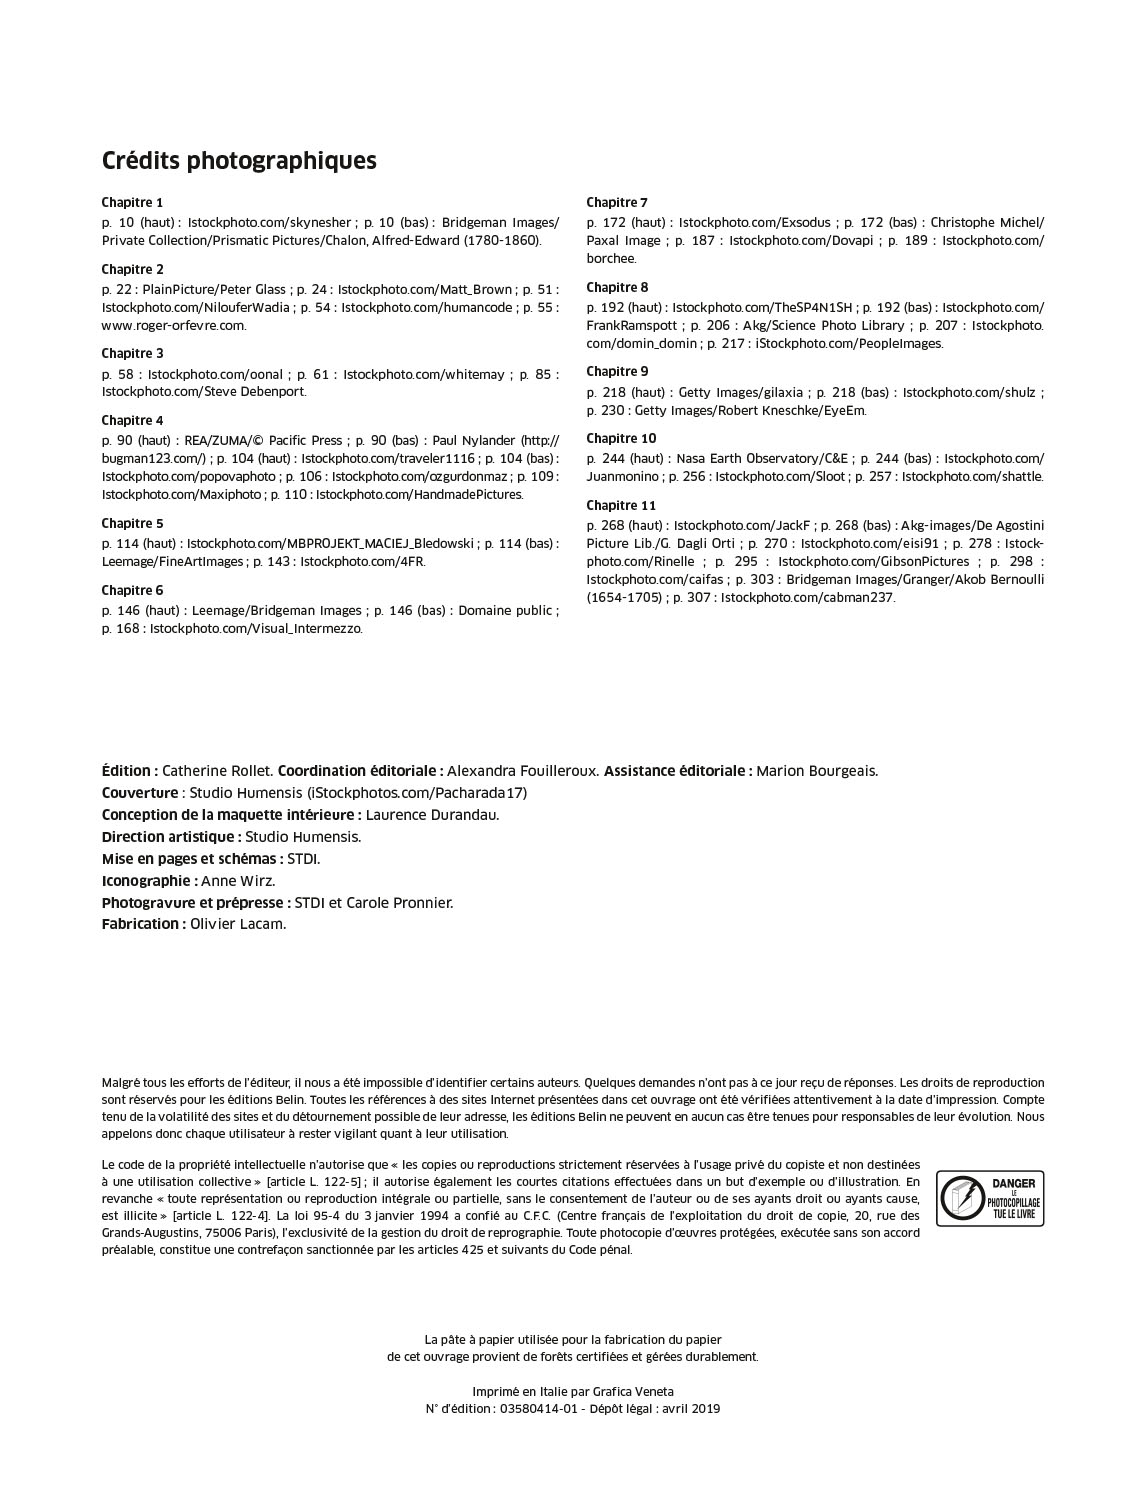 Crédits photographiques
Chapitre 1
p. 10 (haut) : Istockphoto.com/skynesher ; p. 10 (bas) : Bridgeman Images/
Private Collection/Prismatic Pictures/Chalon, Alfred-Edward (1780-1860).
Chapitre 2
p. 22 : PlainPicture/Peter Glass ; p. 24 : Istockphoto.com/Matt_Brown ; p. 51 :
Istockphoto.com/NilouferWadia ; p. 54 : Istockphoto.com/humancode ; p. 55 :
www.roger-orfevre.com.
Chapitre 3
p. 58 : Istockphoto.com/oonal ; p. 61 : Istockphoto.com/whitemay ; p. 85 :
Istockphoto.com/Steve Debenport.
Chapitre 4
p. 90 (haut) : REA/ZUMA/© Pacific Press ; p. 90 (bas) : Paul Nylander (http://
bugman123.com/) ; p. 104 (haut) : Istockphoto.com/traveler1116 ; p. 104 (bas) :
Istockphoto.com/popovaphoto ; p. 106 : Istockphoto.com/ozgurdonmaz ; p. 109 :
Istockphoto.com/Maxiphoto ; p. 110 : Istockphoto.com/HandmadePictures.
Chapitre 5
p. 114 (haut) : Istockphoto.com/MBPROJEKT_MACIEJ_Bledowski ; p. 114 (bas) :
Leemage/FineArtImages ; p. 143 : Istockphoto.com/4FR.
Chapitre 6
p. 146 (haut) : Leemage/Bridgeman Images ; p. 146 (bas) : Domaine public ;
p. 168 : Istockphoto.com/Visual_Intermezzo.
Chapitre 7
p. 172 (haut) : Istockphoto.com/Exsodus ; p. 172 (bas) : Christophe Michel/
Paxal Image ; p. 187 : Istockphoto.com/Dovapi ; p. 189 : Istockphoto.com/
borchee.
Chapitre 8
p. 192 (haut) : Istockphoto.com/TheSP4N1SH ; p. 192 (bas) : Istockphoto.com/
FrankRamspott ; p. 206 : Akg/Science Photo Library ; p. 207 : Istockphoto.
com/domin_domin ; p. 217 : iStockphoto.com/PeopleImages.
Chapitre 9
p. 218 (haut) : Getty Images/gilaxia ; p. 218 (bas) : Istockphoto.com/shulz ;
p. 230 : Getty Images/Robert Kneschke/EyeEm.
Chapitre 10
p. 244 (haut) : Nasa Earth Observatory/C&E ; p. 244 (bas) : Istockphoto.com/
Juanmonino ; p. 256 : Istockphoto.com/Sloot ; p. 257 : Istockphoto.com/shattle.
Chapitre 11
p. 268 (haut) : Istockphoto.com/JackF ; p. 268 (bas) : Akg-images/De Agostini
Picture Lib./G. Dagli Orti ; p. 270 : Istockphoto.com/eisi91 ; p. 278 : Istock-
photo.com/Rinelle ; p. 295 : Istockphoto.com/GibsonPictures ; p. 298 :
Istockphoto.com/caifas ; p. 303 : Bridgeman Images/Granger/Akob Bernoulli
(1654-1705) ; p. 307 : Istockphoto.com/cabman237.
Édition : Catherine Rollet. Coordination éditoriale : Alexandra Fouilleroux. Assistance éditoriale : Marion Bourgeais.
Couverture : Studio Humensis (iStockphotos.com/Pacharada17)
Conception de la maquette intérieure : Laurence Durandau.
Direction artistique : Studio Humensis.
Mise en pages et schémas : STDI.
Iconographie : Anne Wirz.
Photogravure et prépresse : STDI et Carole Pronnier.
Fabrication : Olivier Lacam.
Malgré tous les efforts de l'éditeur, il nous a été impossible d'identifier certains auteurs. Quelques demandes n'ont pas à ce jour reçu de réponses. Les droits de reproduction
sont réservés pour les éditions Belin. Toutes les références à des sites Internet présentées dans cet ouvrage ont été vérifiées attentivement à la date d'impression. Compte
tenu de la volatilité des sites et du détournement possible de leur adresse, les éditions Belin ne peuvent en aucun cas être tenues pour responsables de leur évolution. Nous
appelons donc chaque utilisateur à rester vigilant quant à leur utilisation.
Le code de la propriété intellectuelle n'autorise que « les copies ou reproductions strictement réservées à l'usage privé du copiste et non destinées
à une utilisation collective » [article L. 122-5] ; il autorise également les courtes citations effectuées dans un but d'exemple ou d'illustration. En
revanche « toute représentation ou reproduction intégrale ou partielle, sans le consentement de l'auteur ou de ses ayants droit ou ayants cause,
est illicite » [article L. 122-4]. La loi 95-4 du 3 janvier 1994 a confié au C.F.C. (Centre français de l'exploitation du droit de copie, 20, rue des
Grands-Augustins, 75006 Paris), l'exclusivité de la gestion du droit de reprographie. Toute photocopie d'œuvres protégées, exécutée sans son accord
préalable, constitue une contrefaçon sanctionnée par les articles 425 et suivants du Code pénal.
DANGER
LE
PHOTOCOPILLAGE
TUE LE LIVRE
La pâte à papier utilisée pour la fabrication du papier
de cet ouvrage provient de forêts certifiées et gérées durablement.
Imprimé en Italie par Grafica Veneta
N° d'édition : 03580414-01 - Dépôt légal : avril 2019